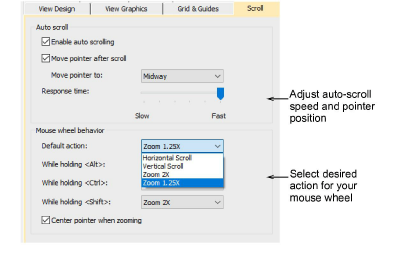 View Design View Graphics Grid & Guides Scroll
Auto scroll
Enable auto scrolling
Move pointer after scroll
Move pointer to: Midway
Response time:
Slow Fast
Adjust auto-scroll
speed and pointer
position
Mouse wheel behavior
Default action: Zoom 1.25X
Horizontal Scroll
Vertical Scroll
Zoom 2X
Zoom 1.25X
While holding <Alt>:
While holding <Ctrl>:
While holding <Shift>: Zoom 2X
Center pointer when zooming
Select desired
action for your
mouse wheel